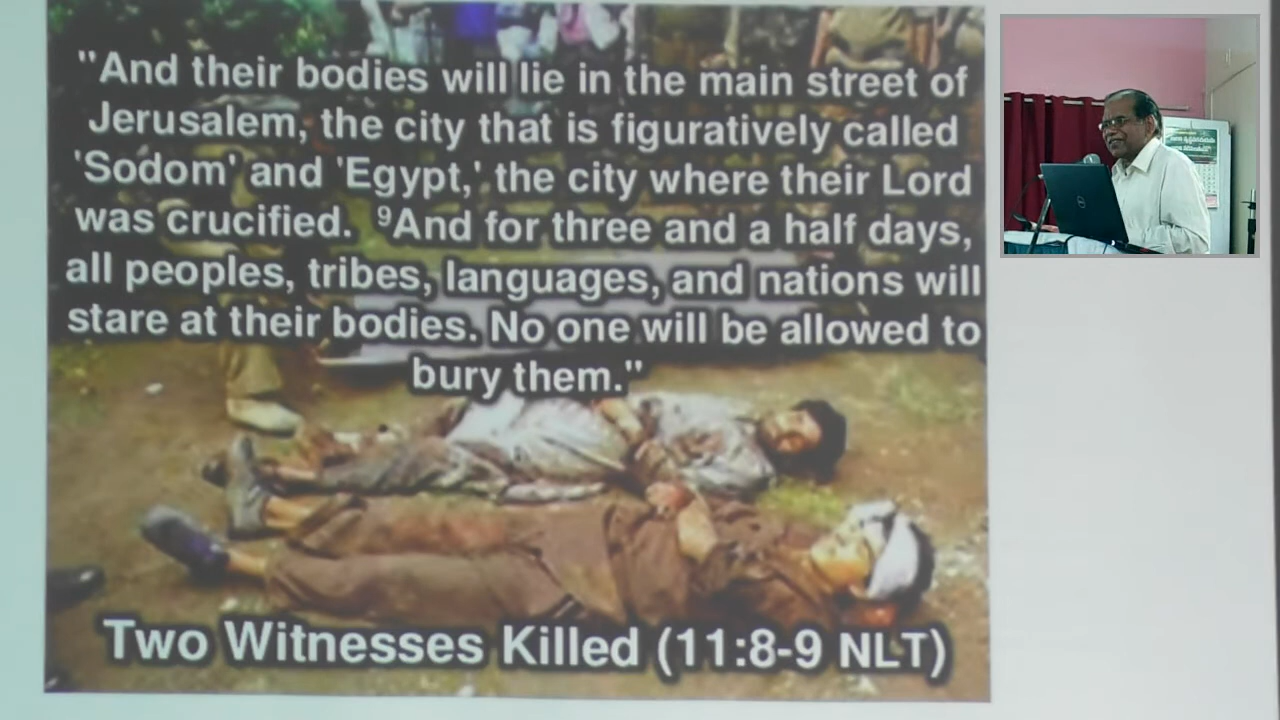 "And their bodies will lie in the main street of
Jerusalem, the city that is figuratively called
'Sodom' and 'Egypt,' the city where their Lord
was crucified. ⁹And for three and a half days,
all peoples, tribes, languages, and nations will
stare at their bodies. No one will be allowed to
bury them."
Two Witnesses Killed (11:8-9 NLT)
DELL